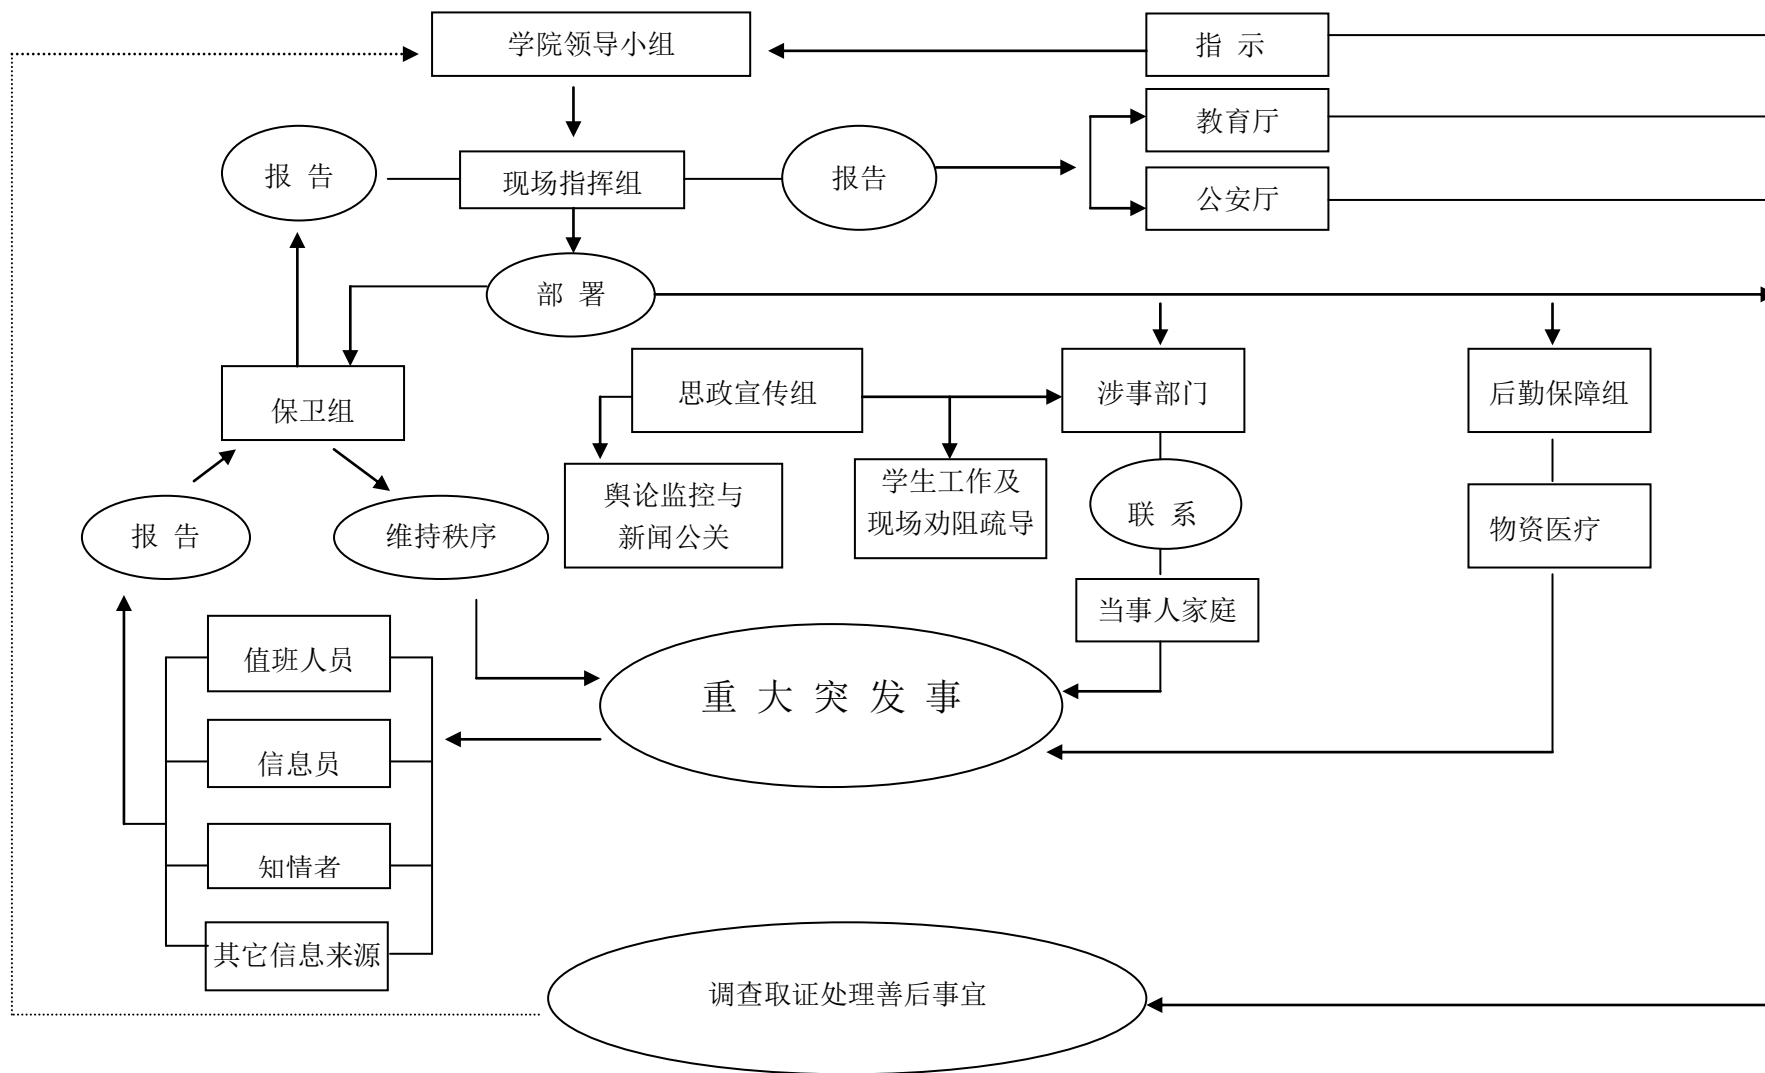 学院领导小组
指 示
教育厅
报 告
现场指挥组
报告
公安厅
部 署
保卫组
思政宣传组
涉事部门
后勤保障组
舆论监控与
新闻公关
学生工作及
现场劝阻疏导
联 系
物资医疗
报 告
维持秩序
当事人家庭
值班人员
信息员
知情者
其它信息来源
重 大 突 发 事
调查取证处理善后事宜